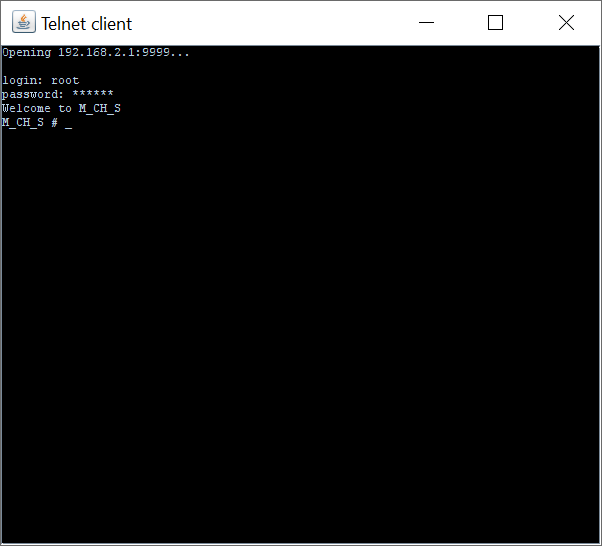 Telnet client
Opening 192.168.2.1:9999...
login: root
password: ******
Welcome to M_CH_S
M_CH_S # _